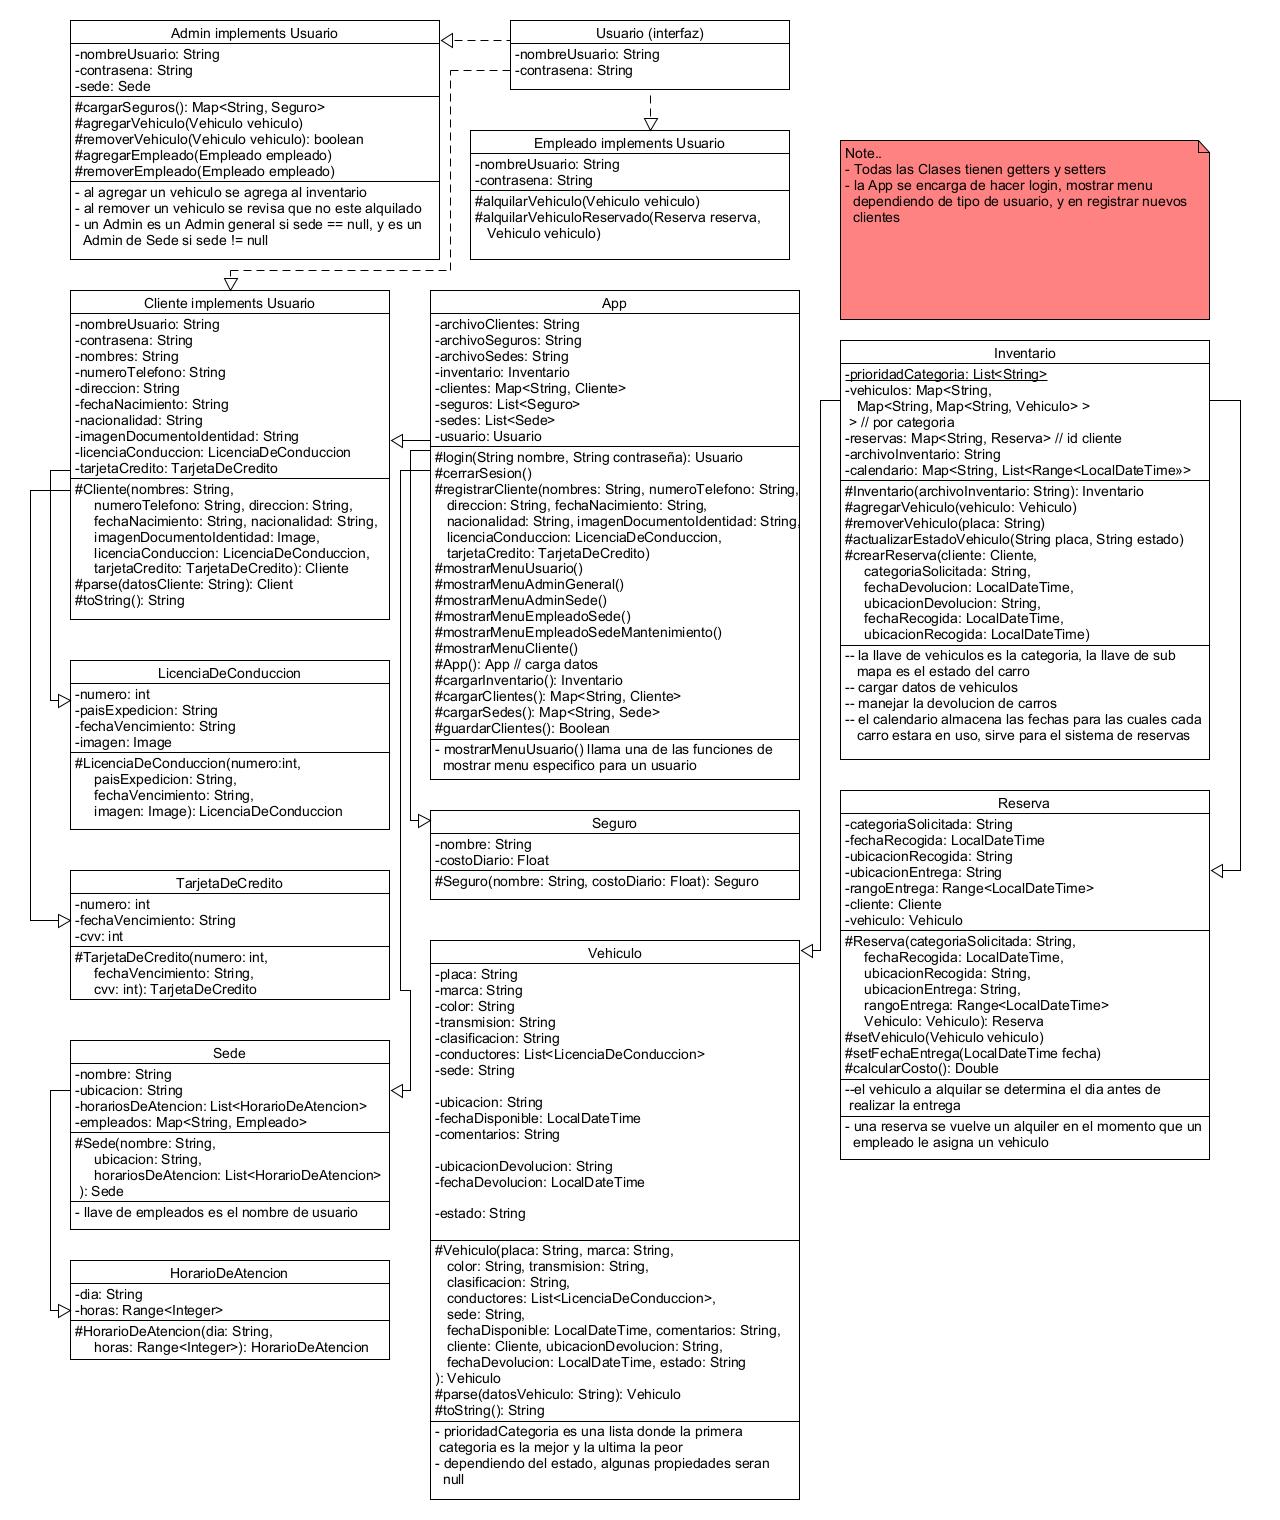 Admin implements Usuario
-nombreUsuario: String
-contrasena: String
-sede: Sede
#cargarSeguros(): Map<String, Seguro>
#agregarVehiculo(Vehiculo vehiculo)
#removerVehiculo(Vehiculo vehiculo): boolean
#agregarEmpleado(Empleado empleado)
#removerEmpleado(Empleado empleado)
- al agregar un vehiculo se agrega al inventario
- al remover un vehiculo se revisa que no este alquilado
- un Admin es un Admin general si sede == null, y es un
Admin de Sede si sede != null
Usuario (interfaz)
-nombreUsuario: String
-contrasena: String
Empleado implements Usuario
-nombreUsuario: String
-contrasena: String
#alquilarVehiculo(Vehiculo vehiculo)
#alquilarVehiculoReservado(Reserva reserva,
Vehiculo vehiculo)
Note..
- Todas las Clases tienen getters y setters
- la App se encarga de hacer login, mostrar menu
dependiendo de tipo de usuario, y en registrar nuevos
clientes
Cliente implements Usuario
-nombreUsuario: String
-contrasena: String
-nombres: String
-numeroTelefono: String
-direccion: String
-fechaNacimiento: String
-nacionalidad: String
-imagenDocumentoIdentidad: String
-licenciaConduccion: LicenciaDeConduccion
-tarjetaCredito: TarjetaDeCredito
#Cliente(nombres: String,
numeroTelefono: String, direccion: String,
fechaNacimiento: String, nacionalidad: String,
imagenDocumentoIdentidad: Image,
licenciaConduccion: LicenciaDeConduccion,
tarjetaCredito: TarjetaDeCredito): Cliente
#parse(datosCliente: String): Client
#toString(): String
App
-archivoClientes: String
-archivoSeguros: String
-archivoSedes: String
-inventario: Inventario
-clientes: Map<String, Cliente>
-seguros: List<Seguro>
-sedes: List<Sede>
-usuario: Usuario
#login(String nombre, String contraseña): Usuario
#cerrarSesion()
#registrarCliente(nombres: String, numeroTelefono: String,
direccion: String, fechaNacimiento: String,
nacionalidad: String, imagenDocumentoIdentidad: String,
licenciaConduccion: LicenciaDeConduccion,
tarjetaCredito: TarjetaDeCredito)
#mostrarMenuUsuario()
#mostrarMenuAdminGeneral()
#mostrarMenuAdminSede()
#mostrarMenuEmpleadoSede()
#mostrarMenuEmpleadoSedeMantenimiento()
#mostrarMenuCliente()
#App(): App // carga datos
#cargarInventario(): Inventario
#cargarClientes(): Map<String, Cliente>
#cargarSedes(): Map<String, Sede>
#guardarClientes(): Boolean
- mostrarMenuUsuario() llama una de las funciones de
mostrar menu especifico para un usuario
Inventario
-prioridadCategoria: List<String>
-vehiculos: Map<String,
Map<String, Map<String, Vehiculo> >
> // por categoria
-reservas: Map<String, Reserva> // id cliente
-archivoInventario: String
-calendario: Map<String, List<Range<LocalDateTime»>
#Inventario(archivoInventario: String): Inventario
#agregarVehiculo(vehiculo: Vehiculo)
#removerVehiculo(placa: String)
#actualizarEstadoVehiculo(String placa, String estado)
#crearReserva(cliente: Cliente,
categoriaSolicitada: String,
fechaDevolucion: LocalDateTime,
ubicacionDevolucion: String,
fechaRecogida: LocalDateTime,
ubicacionRecogida: LocalDateTime)
-- la llave de vehiculos es la categoria, la llave de sub
mapa es el estado del carro
-- cargar datos de vehiculos
-- manejar la devolucion de carros
-- el calendario almacena las fechas para las cuales cada
carro estara en uso, sirve para el sistema de reservas
LicenciaDeConduccion
-numero: int
-paisExpedicion: String
-fechaVencimiento: String
-imagen: Image
#LicenciaDeConduccion(numero:int,
paisExpedicion: String,
fechaVencimiento: String,
imagen: Image): LicenciaDeConduccion
TarjetaDeCredito
-numero: int
-fechaVencimiento: String
-cvv: int
#TarjetaDeCredito(numero: int,
fechaVencimiento: String,
cvv: int): TarjetaDeCredito
Seguro
-nombre: String
-costoDiario: Float
#Seguro(nombre: String, costoDiario: Float): Seguro
Reserva
-categoriaSolicitada: String
-fechaRecogida: LocalDateTime
-ubicacionRecogida: String
-ubicacionEntrega: String
-rangoEntrega: Range<LocalDateTime>
-cliente: Cliente
-vehiculo: Vehiculo
#Reserva(categoriaSolicitada: String,
fechaRecogida: LocalDateTime,
ubicacionRecogida: String,
ubicacionEntrega: String,
rangoEntrega: Range<LocalDateTime>
Vehiculo: Vehiculo): Reserva
#setVehiculo(Vehiculo vehiculo)
#setFechaEntrega(LocalDateTime fecha)
#calcularCosto(): Double
--el vehiculo a alquilar se determina el dia antes de
realizar la entrega
- una reserva se vuelve un alquiler en el momento que un
empleado le asigna un vehiculo
Sede
-nombre: String
-ubicacion: String
-horariosDeAtencion: List<HorarioDeAtencion>
-empleados: Map<String, Empleado>
#Sede(nombre: String,
ubicacion: String,
horariosDeAtencion: List<HorarioDeAtencion>
): Sede
- llave de empleados es el nombre de usuario
HorarioDeAtencion
-dia: String
-horas: Range<Integer>
#HorarioDeAtencion(dia: String,
horas: Range<Integer>): HorarioDeAtencion
Vehiculo
-placa: String
-marca: String
-color: String
-transmision: String
-clasificacion: String
-conductores: List<LicenciaDeConduccion>
-sede: String
-ubicacion: String
-fechaDisponible: LocalDateTime
-comentarios: String
-ubicacionDevolucion: String
-fechaDevolucion: LocalDateTime
-estado: String
#Vehiculo(placa: String, marca: String,
color: String, transmision: String,
clasificacion: String,
conductores: List<LicenciaDeConduccion>,
sede: String,
fechaDisponible: LocalDateTime, comentarios: String,
cliente: Cliente, ubicacionDevolucion: String,
fechaDevolucion: LocalDateTime, estado: String
): Vehiculo
#parse(datosVehiculo: String): Vehiculo
#toString(): String
- prioridadCategoria es una lista donde la primera
categoria es la mejor y la ultima la peor
- dependiendo del estado, algunas propiedades seran
null